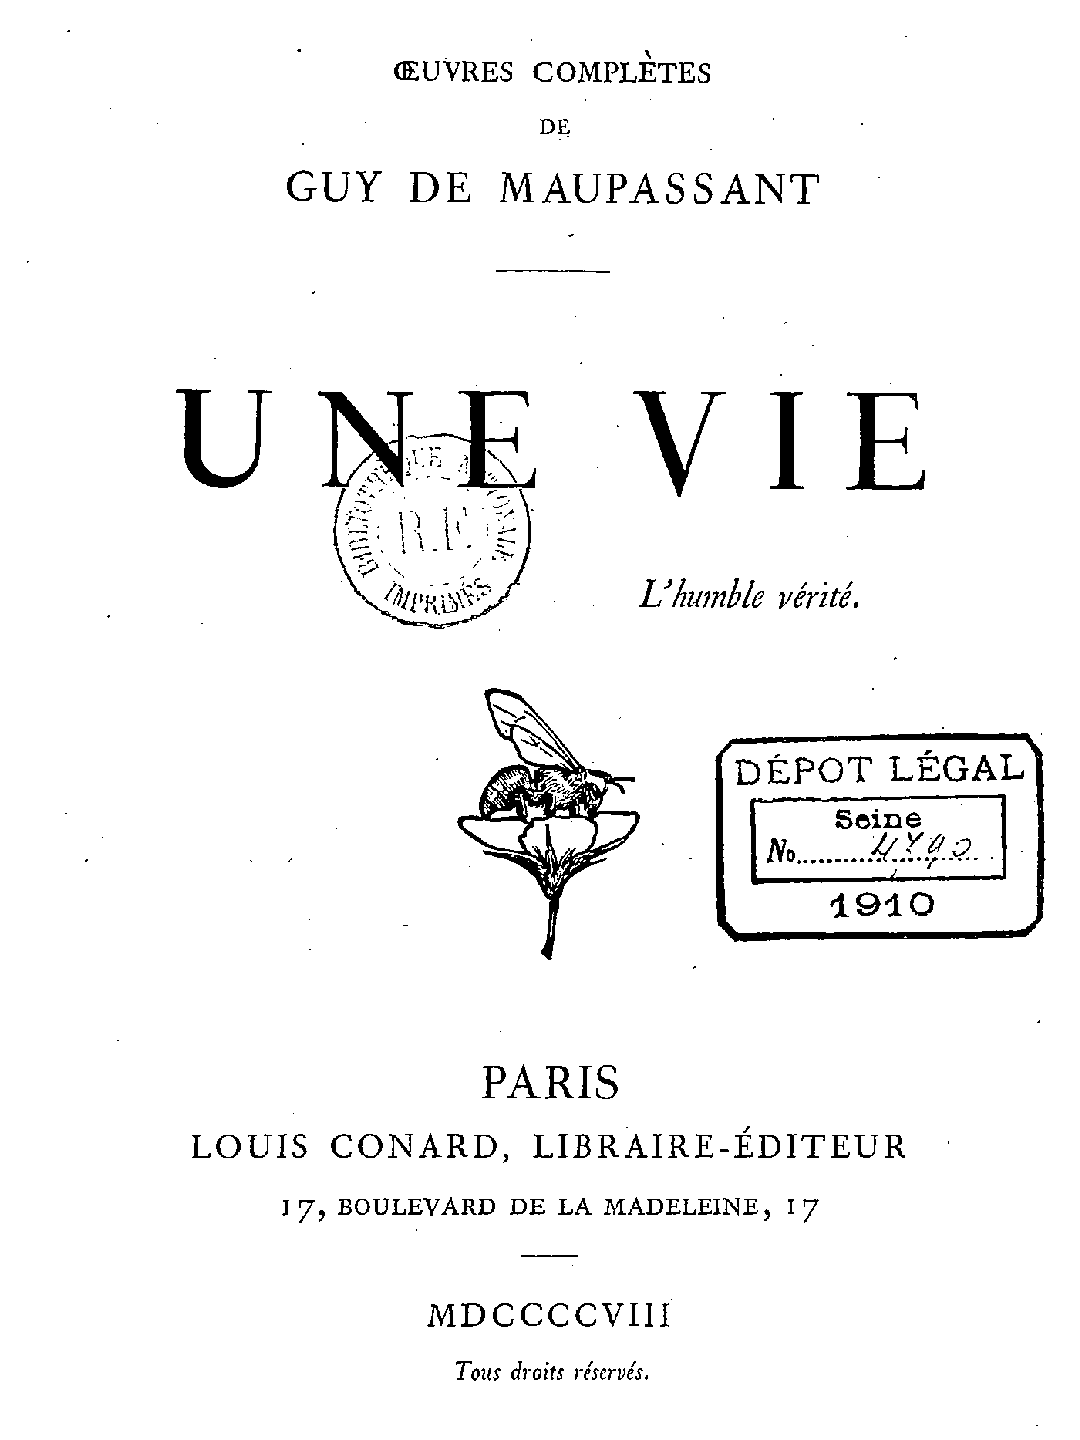 ŒUVRES COMPLÈTES
DE
GUY DE MAUPASSANT
UNE VIE
BIBLIOTHÈQUE NATIONALE
R.F.
IMPRIMÉS
L'humble vérité.
DÉPOT LÉGAL
Seine
No
1910
PARIS
LOUIS CONARD, LIBRAIRE-ÉDITEUR
17, BOULEVARD DE LA MADELEINE, 17
MDCCCCVIII
Tous droits réservés.